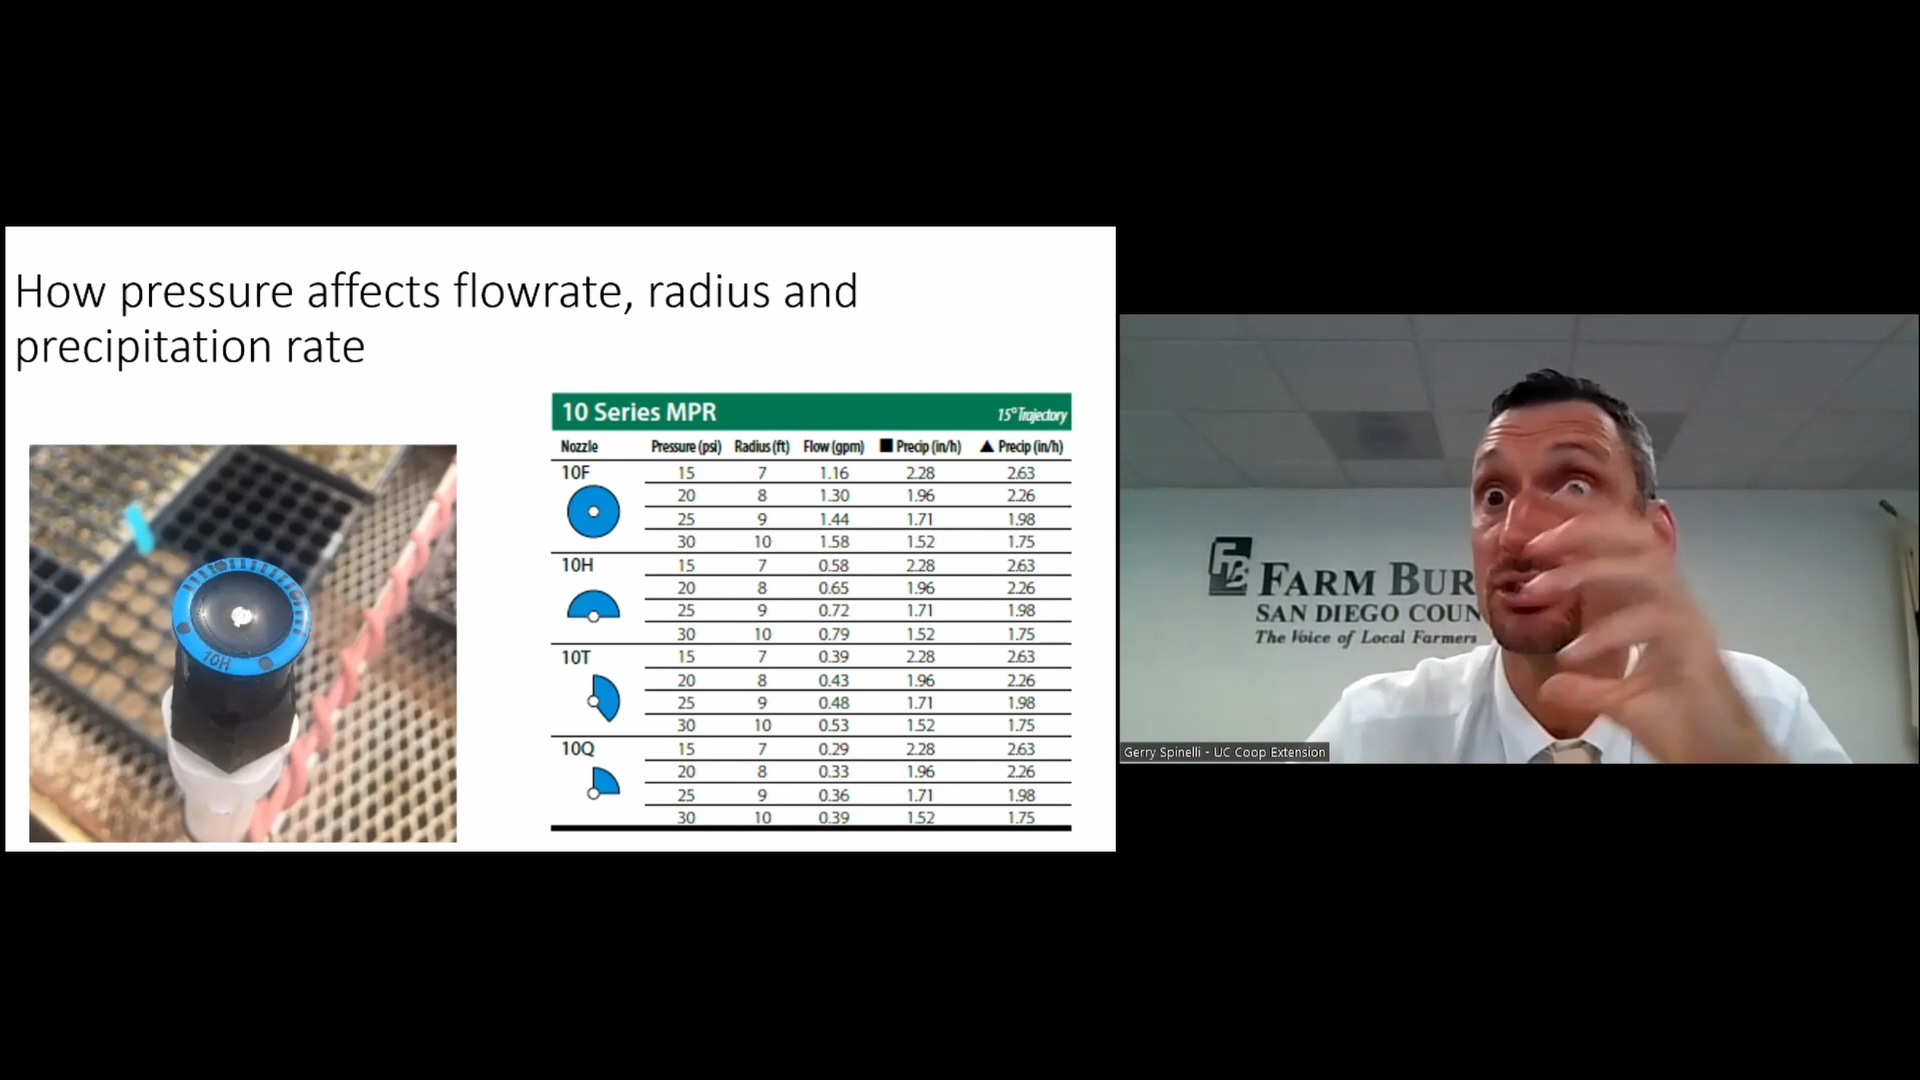 How pressure affects flowrate, radius and
precipitation rate
10 Series MPR 15° Trajectory
Nozzle Pressure (psi) Radius (ft) Flow (gpm) ■ Precip (in/h) ▲ Precip (in/h)
10F 15 7 1.16 2.28 2.63
20 8 1.30 1.96 2.26
25 9 1.44 1.71 1.98
30 10 1.58 1.52 1.75
10H 15 7 0.58 2.28 2.63
20 8 0.65 1.96 2.26
25 9 0.72 1.71 1.98
30 10 0.79 1.52 1.75
10T 15 7 0.39 2.28 2.63
20 8 0.43 1.96 2.26
25 9 0.48 1.71 1.98
30 10 0.53 1.52 1.75
10Q 15 7 0.29 2.28 2.63
20 8 0.33 1.96 2.26
25 9 0.36 1.71 1.98
30 10 0.39 1.52 1.75
10H
FB FARM BUR
SAN DIEGO COUN
The Voice of Local Farmers
Gerry Spinelli - UC Coop Extension